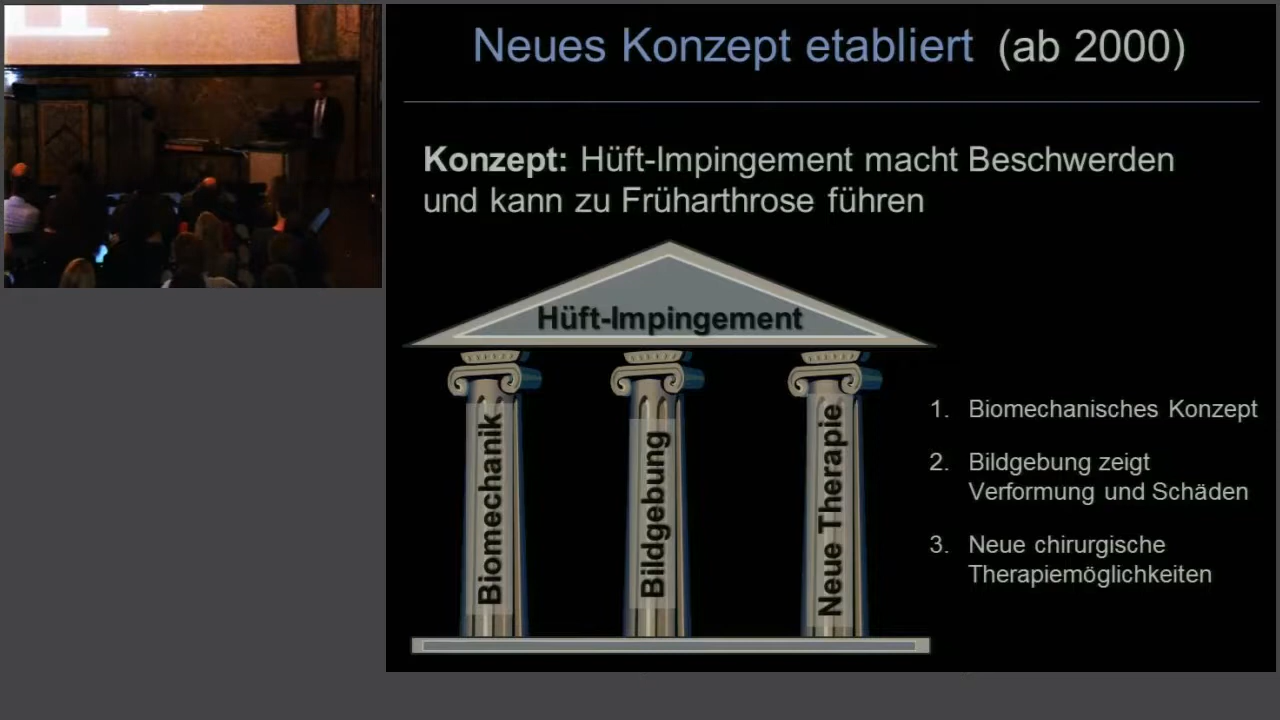 Neues Konzept etabliert (ab 2000)
Konzept: Hüft-Impingement macht Beschwerden
und kann zu Früharthrose führen
Hüft-Impingement
Biomechanik
Bildgebung
Neue Therapie
1. Biomechanisches Konzept
2. Bildgebung zeigt
Verformung und Schäden
3. Neue chirurgische
Therapiemöglichkeiten